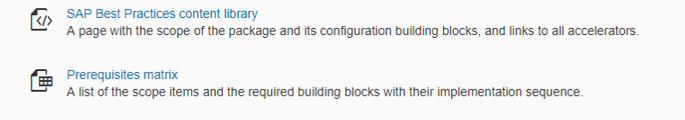 SAP Best Practices content library
A page with the scope of the package and its configuration building blocks, and links to all accelerators.
Prerequisites matrix
A list of the scope items and the required building blocks with their implementation sequence.